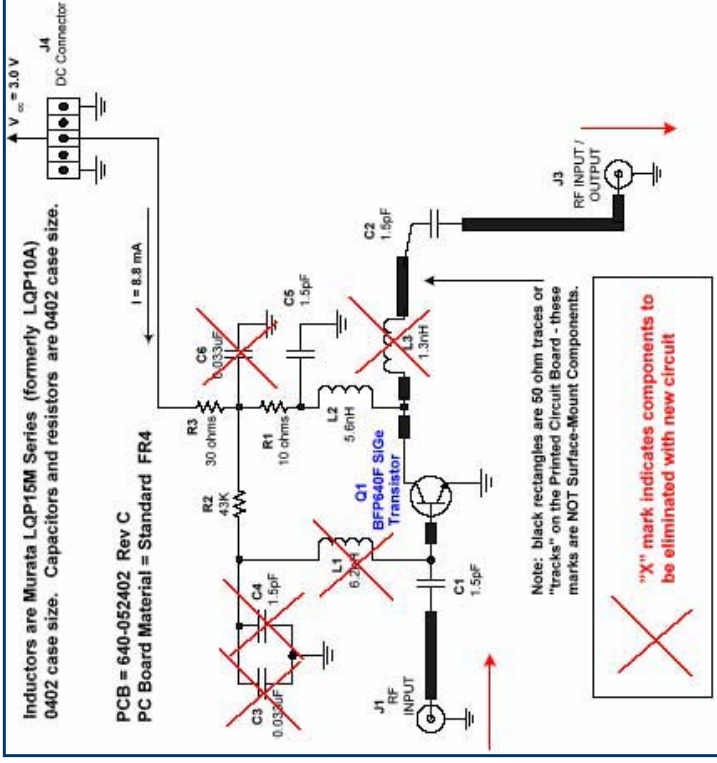 Inductors are Murata LQP15M Series (formerly LQP10A)
0402 case size. Capacitors and resistors are 0402 case size.
PCB = 640-052402 Rev C
PC Board Material = Standard FR4
V cc = 3.0 V
J4
DC Connector
I = 8.8 mA
R3
30 ohms
C6
0.033uF
R2
43K
R1
10 ohms
C5
1.5pF
C3
0.033uF
C4
1.5pF
L1
L2
5.6nH
L3
1.3nH
C2
1.5pF
Q1
BFP640F SiGe
Transistor
C1
1.5pF
J1
RF
INPUT
J3
RF INPUT /
OUTPUT
Note: black rectangles are 50 ohm traces or
"tracks" on the Printed Circuit Board - these
marks are NOT Surface-Mount Components.
"X" mark indicates components to
be eliminated with new circuit